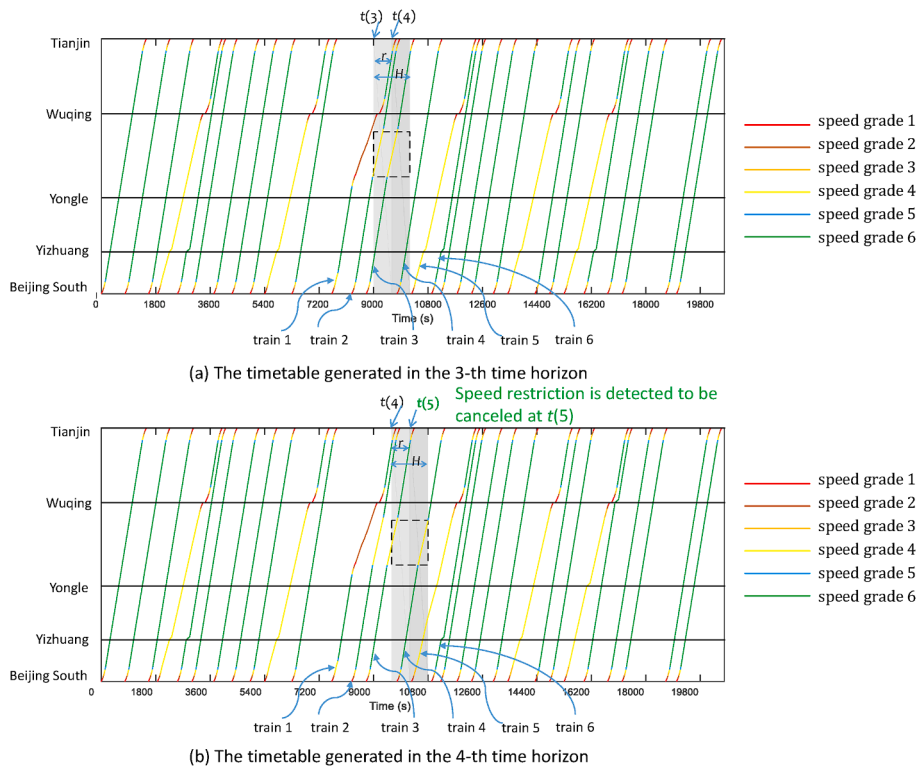 t(3) t(4)
Tianjin
r
H
Wuqing
Yongle
Yizhuang
Beijing South
0 1800 3600 5400 7200 9000 10800 12600 14400 16200 18000 19800
Time (s)
train 1 train 2 train 3 train 4 train 5 train 6
speed grade 1
speed grade 2
speed grade 3
speed grade 4
speed grade 5
speed grade 6
(a) The timetable generated in the 3-th time horizon
Speed restriction is detected to be
canceled at t(5)
t(4) t(5)
Tianjin
r
H
Wuqing
Yongle
Yizhuang
Beijing South
0 1800 3600 5400 7200 9000 10800 12600 14400 16200 18000 19800
Time (s)
train 1 train 2 train 3 train 4 train 5 train 6
speed grade 1
speed grade 2
speed grade 3
speed grade 4
speed grade 5
speed grade 6
(b) The timetable generated in the 4-th time horizon